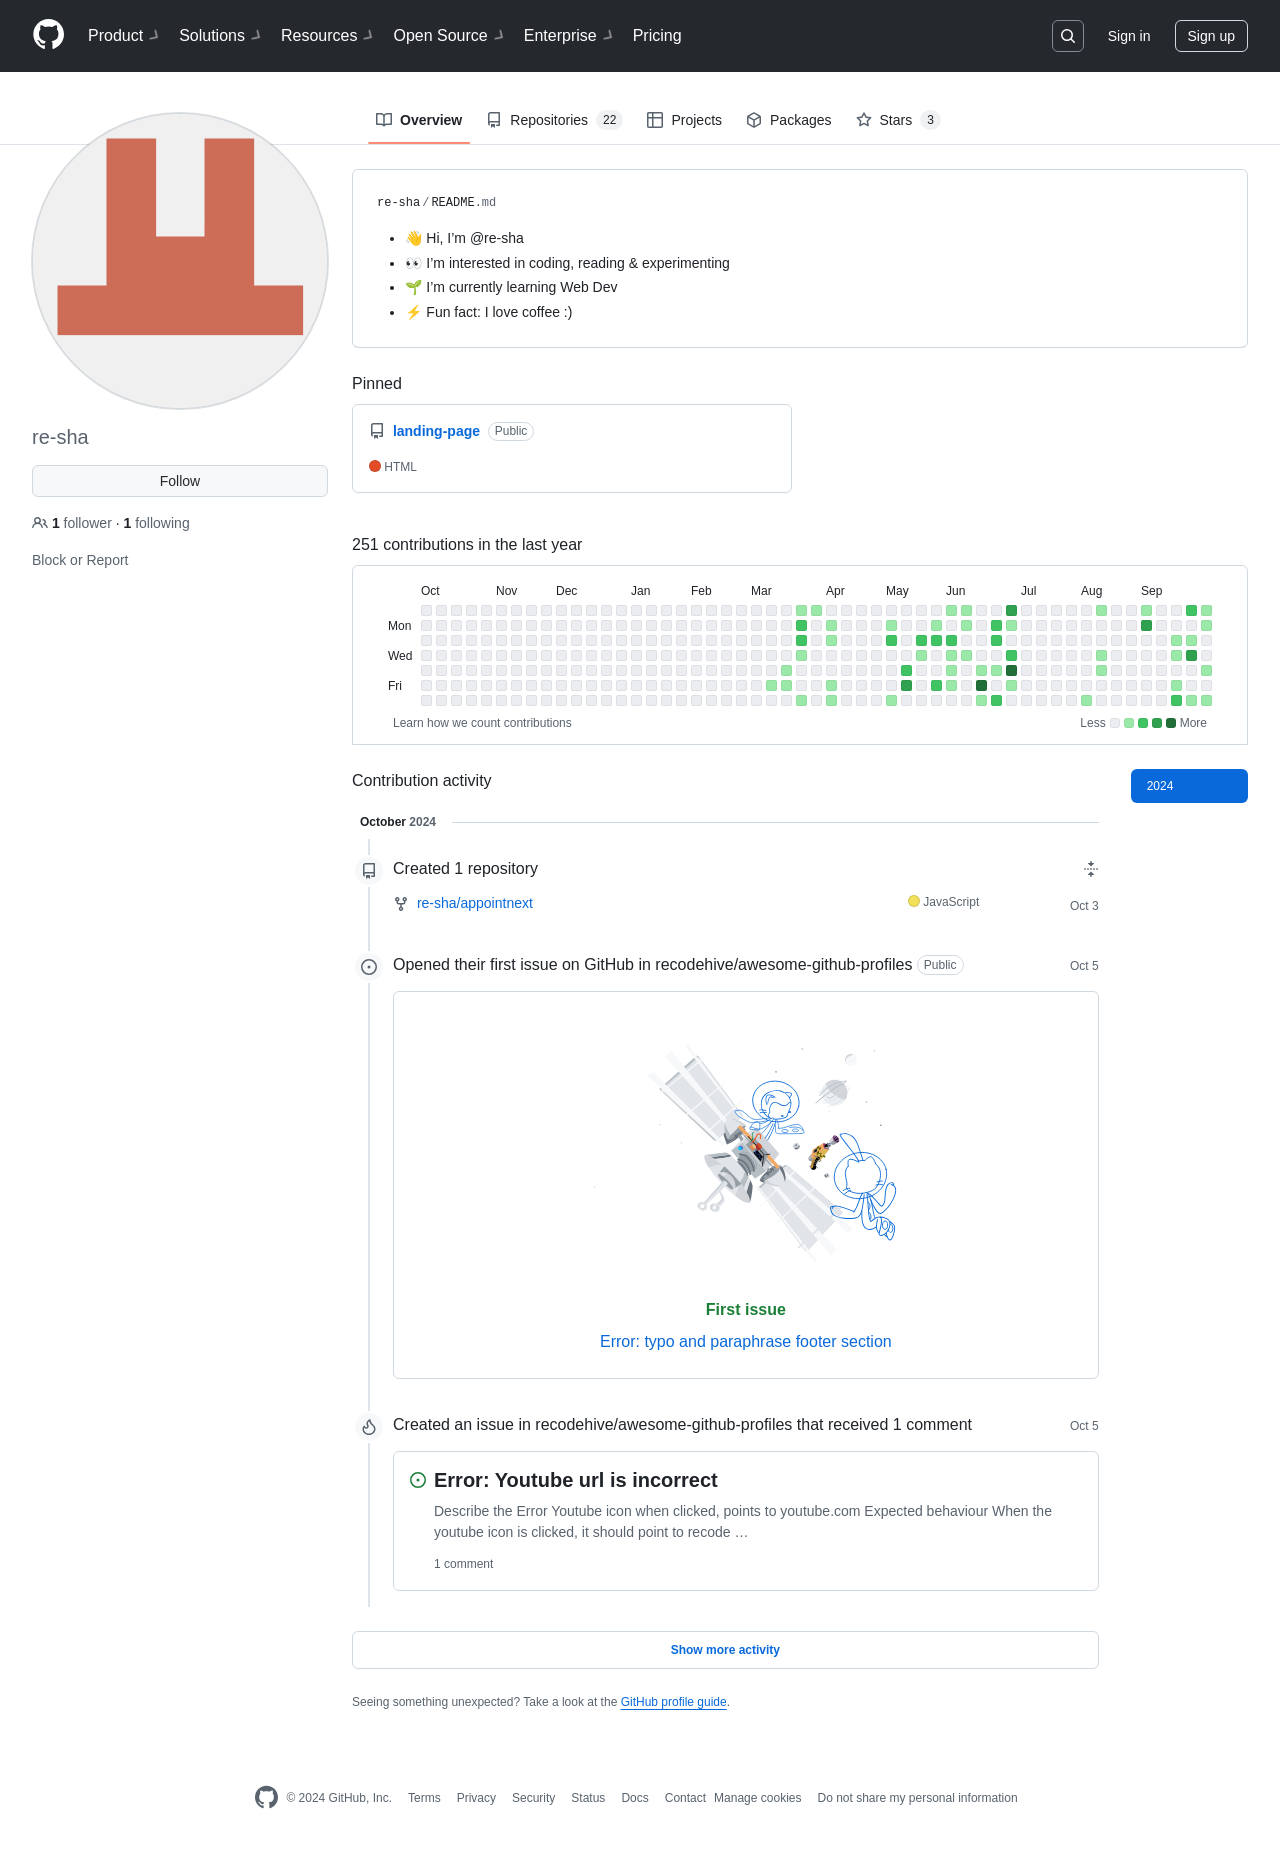 Product Solutions Resources Open Source Enterprise Pricing Sign in Sign up
Overview Repositories 22 Projects Packages Stars 3
re-sha
Follow
1 follower · 1 following
Block or Report
re-sha/README.md
👋 Hi, I’m @re-sha
👀 I’m interested in coding, reading & experimenting
🌱 I’m currently learning Web Dev
⚡ Fun fact: I love coffee :)
Pinned
landing-page Public
HTML
251 contributions in the last year
Oct Nov Dec Jan Feb Mar Apr May Jun Jul Aug Sep
Mon
Wed
Fri
Learn how we count contributions Less More
Contribution activity
2024
October 2024
Created 1 repository
re-sha/appointnext JavaScript Oct 3
Opened their first issue on GitHub in recodehive/awesome-github-profiles Public Oct 5
First issue
Error: typo and paraphrase footer section
Created an issue in recodehive/awesome-github-profiles that received 1 comment Oct 5
Error: Youtube url is incorrect
Describe the Error Youtube icon when clicked, points to youtube.com Expected behaviour When the
youtube icon is clicked, it should point to recode …
1 comment
Show more activity
Seeing something unexpected? Take a look at the GitHub profile guide.
© 2024 GitHub, Inc. Terms Privacy Security Status Docs Contact Manage cookies Do not share my personal information